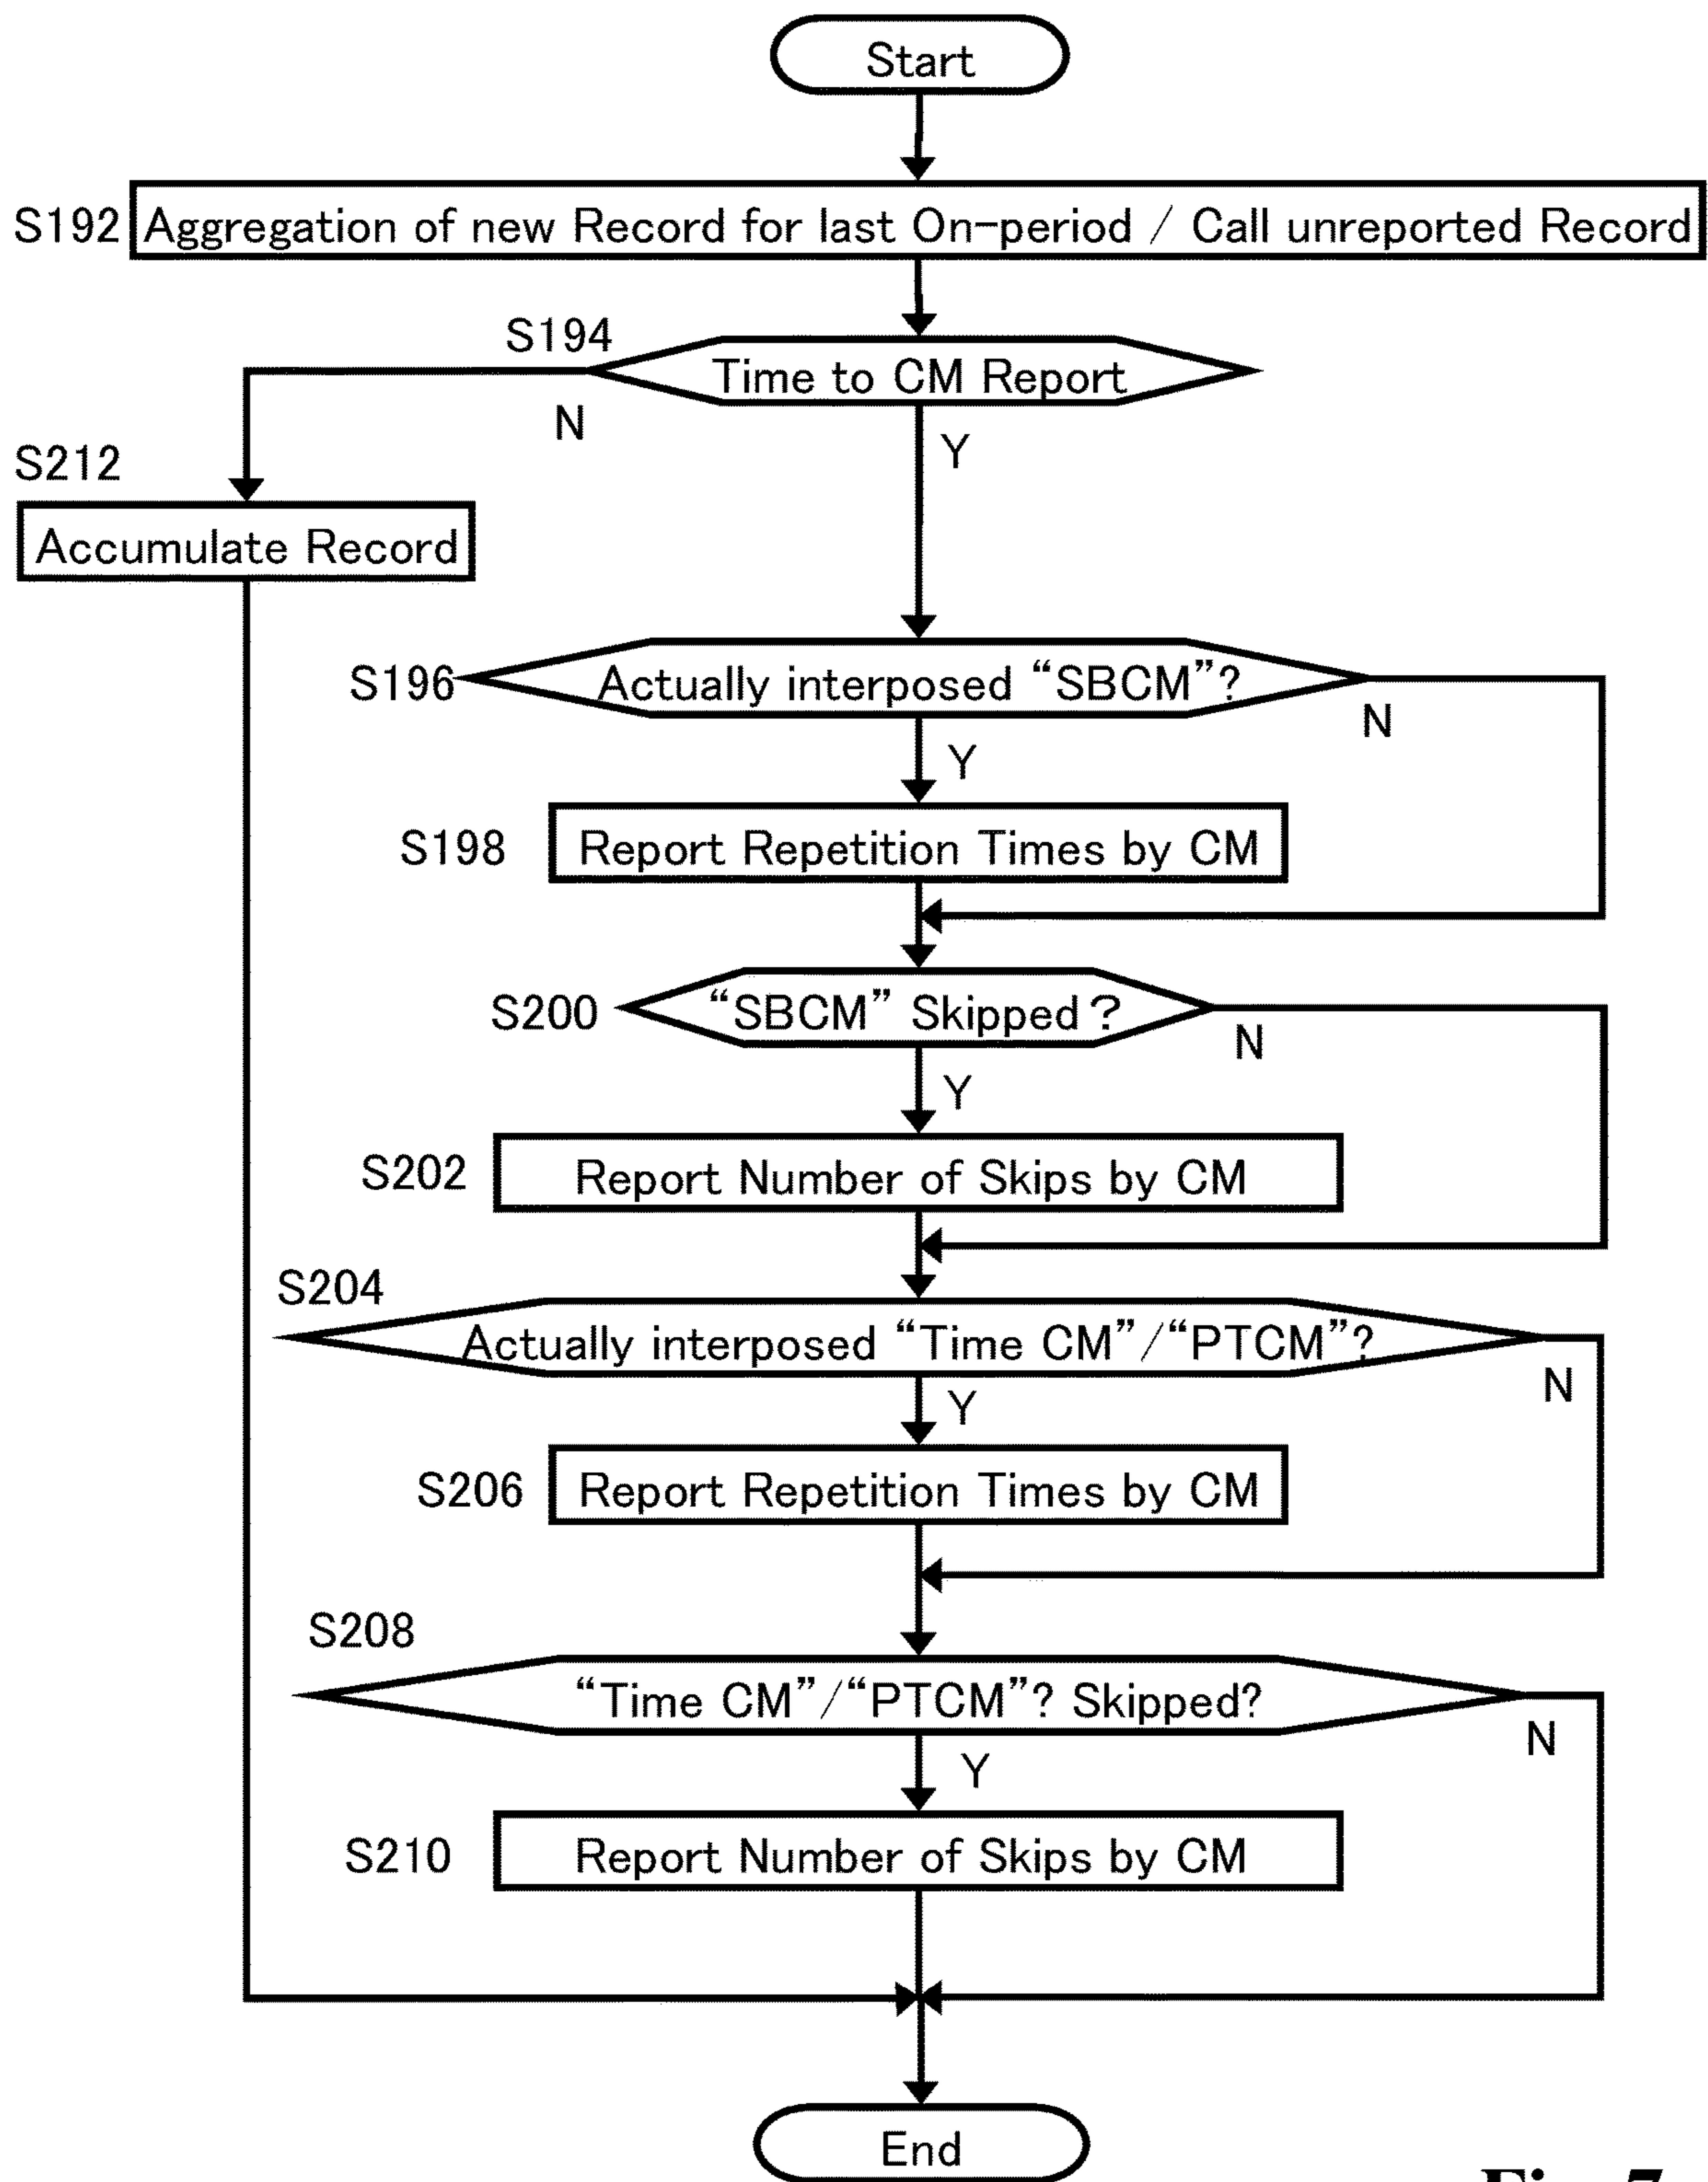 Start
S192
Aggregation of new Record for last On-period / Call unreported Record
S194
Time to CM Report
N
Y
S212
Accumulate Record
S196
Actually interposed “SBCM”?
N
Y
S198
Report Repetition Times by CM
S200
“SBCM” Skipped?
N
Y
S202
Report Number of Skips by CM
S204
Actually interposed “Time CM”/“PTCM”?
N
Y
S206
Report Repetition Times by CM
S208
“Time CM”/“PTCM”? Skipped?
N
Y
S210
Report Number of Skips by CM
End